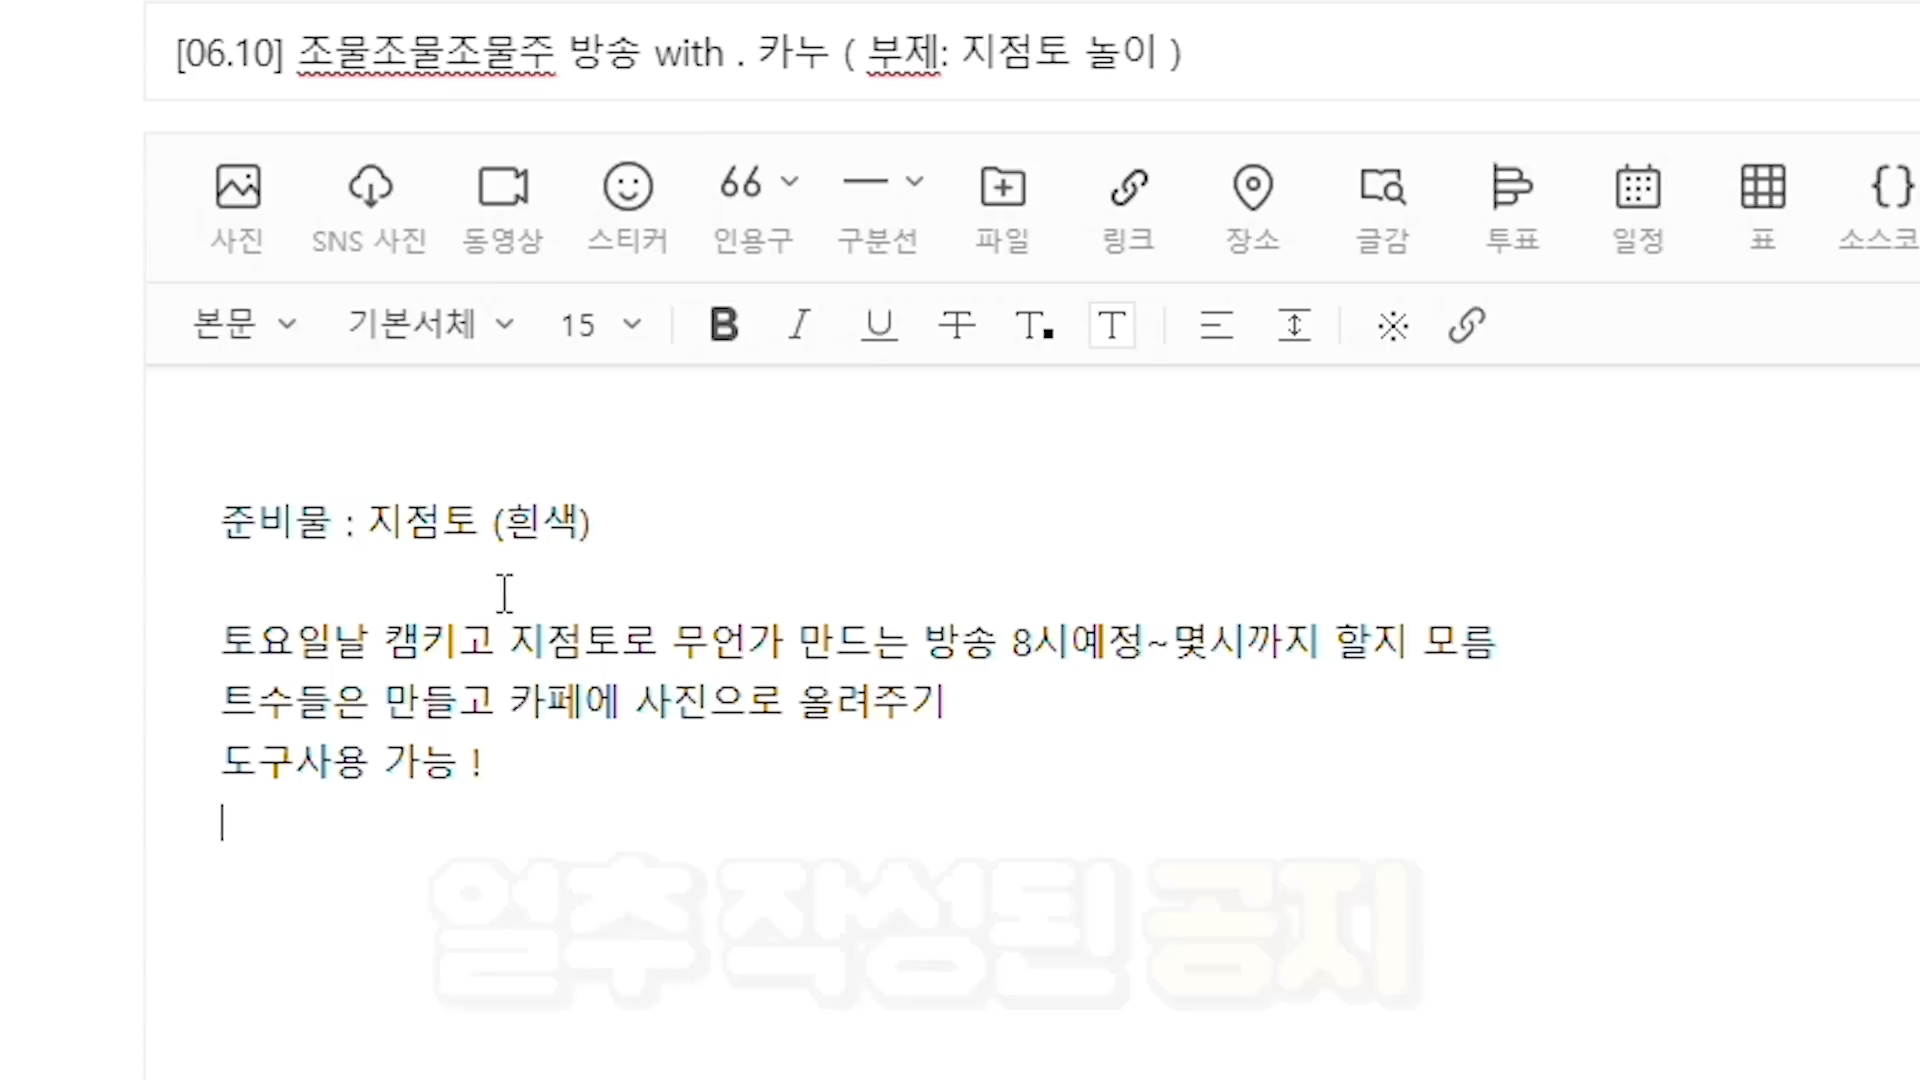 [06.10] 조물조물조물주 방송 with . 카누 ( 부제: 지점토 놀이 )
사진 SNS 사진 동영상 스티커 인용구 구분선 파일 링크 장소 글감 투표 일정 표 소스코
본문 기본서체 15 B I U T T. T
준비물 : 지점토 (흰색)
토요일날 캠키고 지점토로 무언가 만드는 방송 8시예정~몇시까지 할지 모름
트수들은 만들고 카페에 사진으로 올려주기
도구사용 가능 !
얼추 작성된 공지